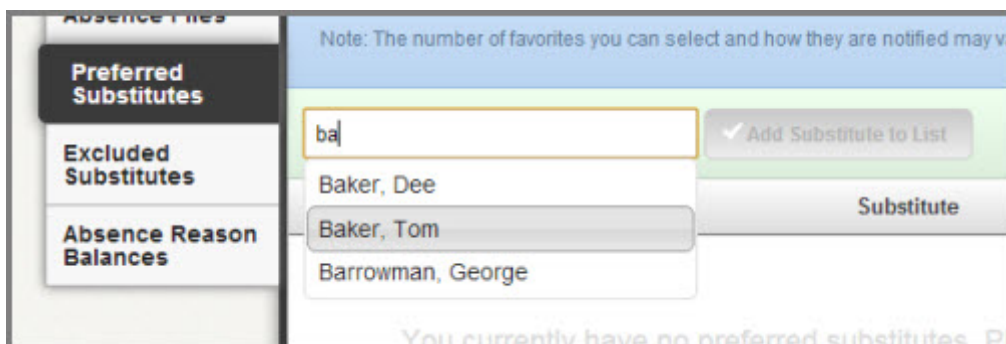 Absence Files
Note: The number of favorites you can select and how they are notified may v
Preferred
Substitutes
ba
Add Substitute to List
Excluded
Substitutes
Baker, Dee
Substitute
Baker, Tom
Absence Reason
Balances
Barrowman, George
You currently have no preferred substitutes. P